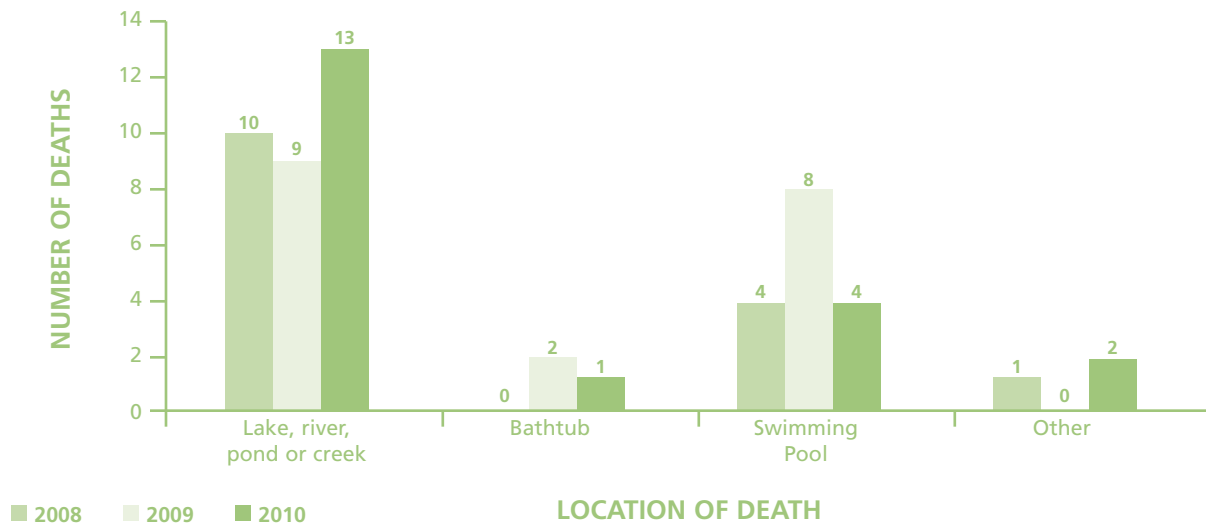 14
12
10
8
6
4
2
0
NUMBER OF DEATHS
10
9
13
0
2
1
4
8
4
1
0
2
Lake, river,
pond or creek
Bathtub
Swimming
Pool
Other
2008
2009
2010
LOCATION OF DEATH